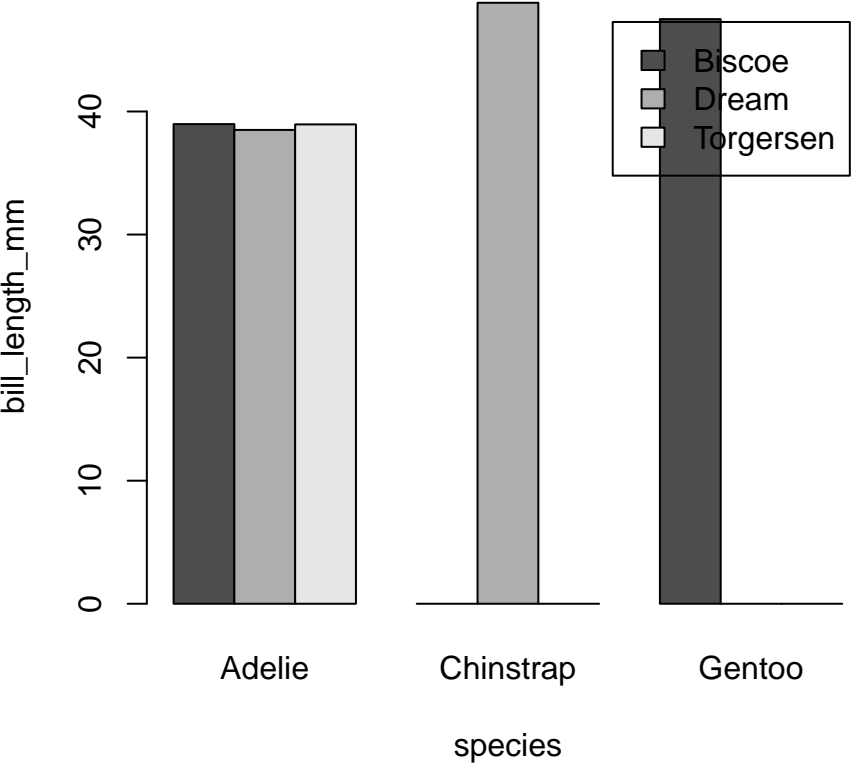 Biscoe
Dream
Torgersen
40
30
20
10
0
bill_length_mm
Adelie Chinstrap Gentoo
species